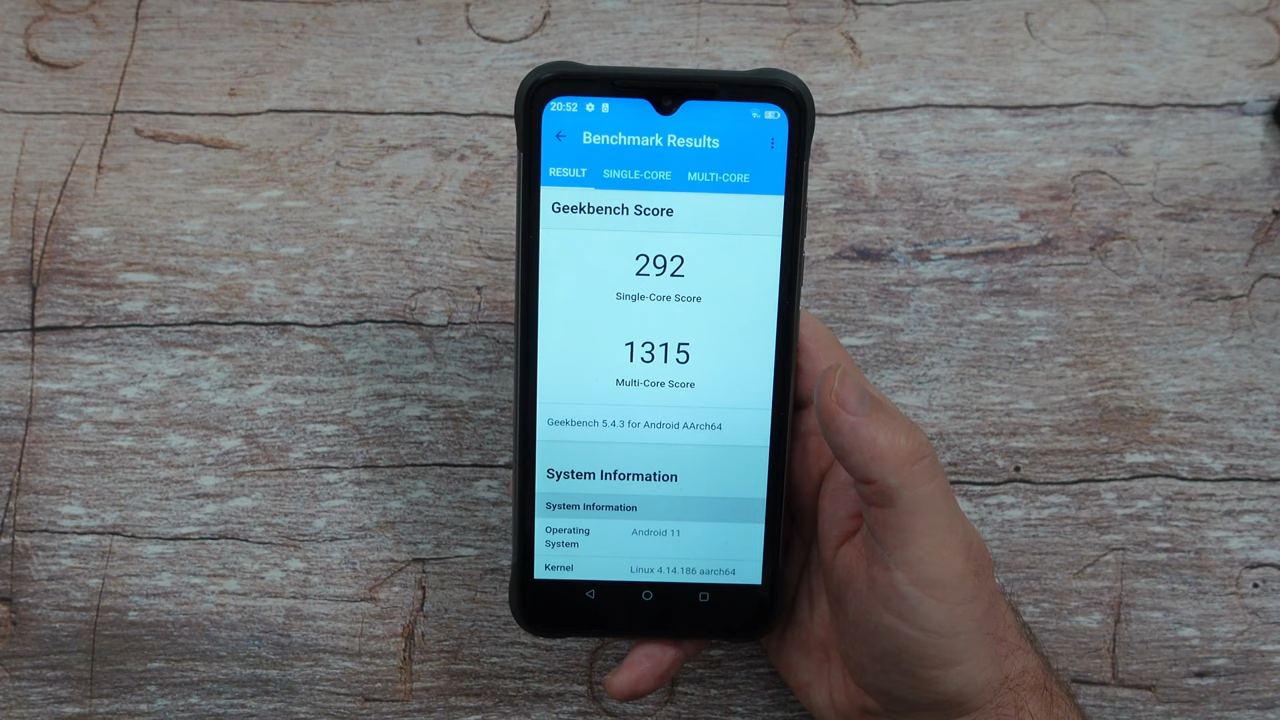 20:52
Benchmark Results
RESULT SINGLE-CORE MULTI-CORE
Geekbench Score
292
Single-Core Score
1315
Multi-Core Score
Geekbench 5.4.3 for Android AArch64
System Information
System Information
Operating System Android 11
Kernel Linux 4.14.186 aarch64